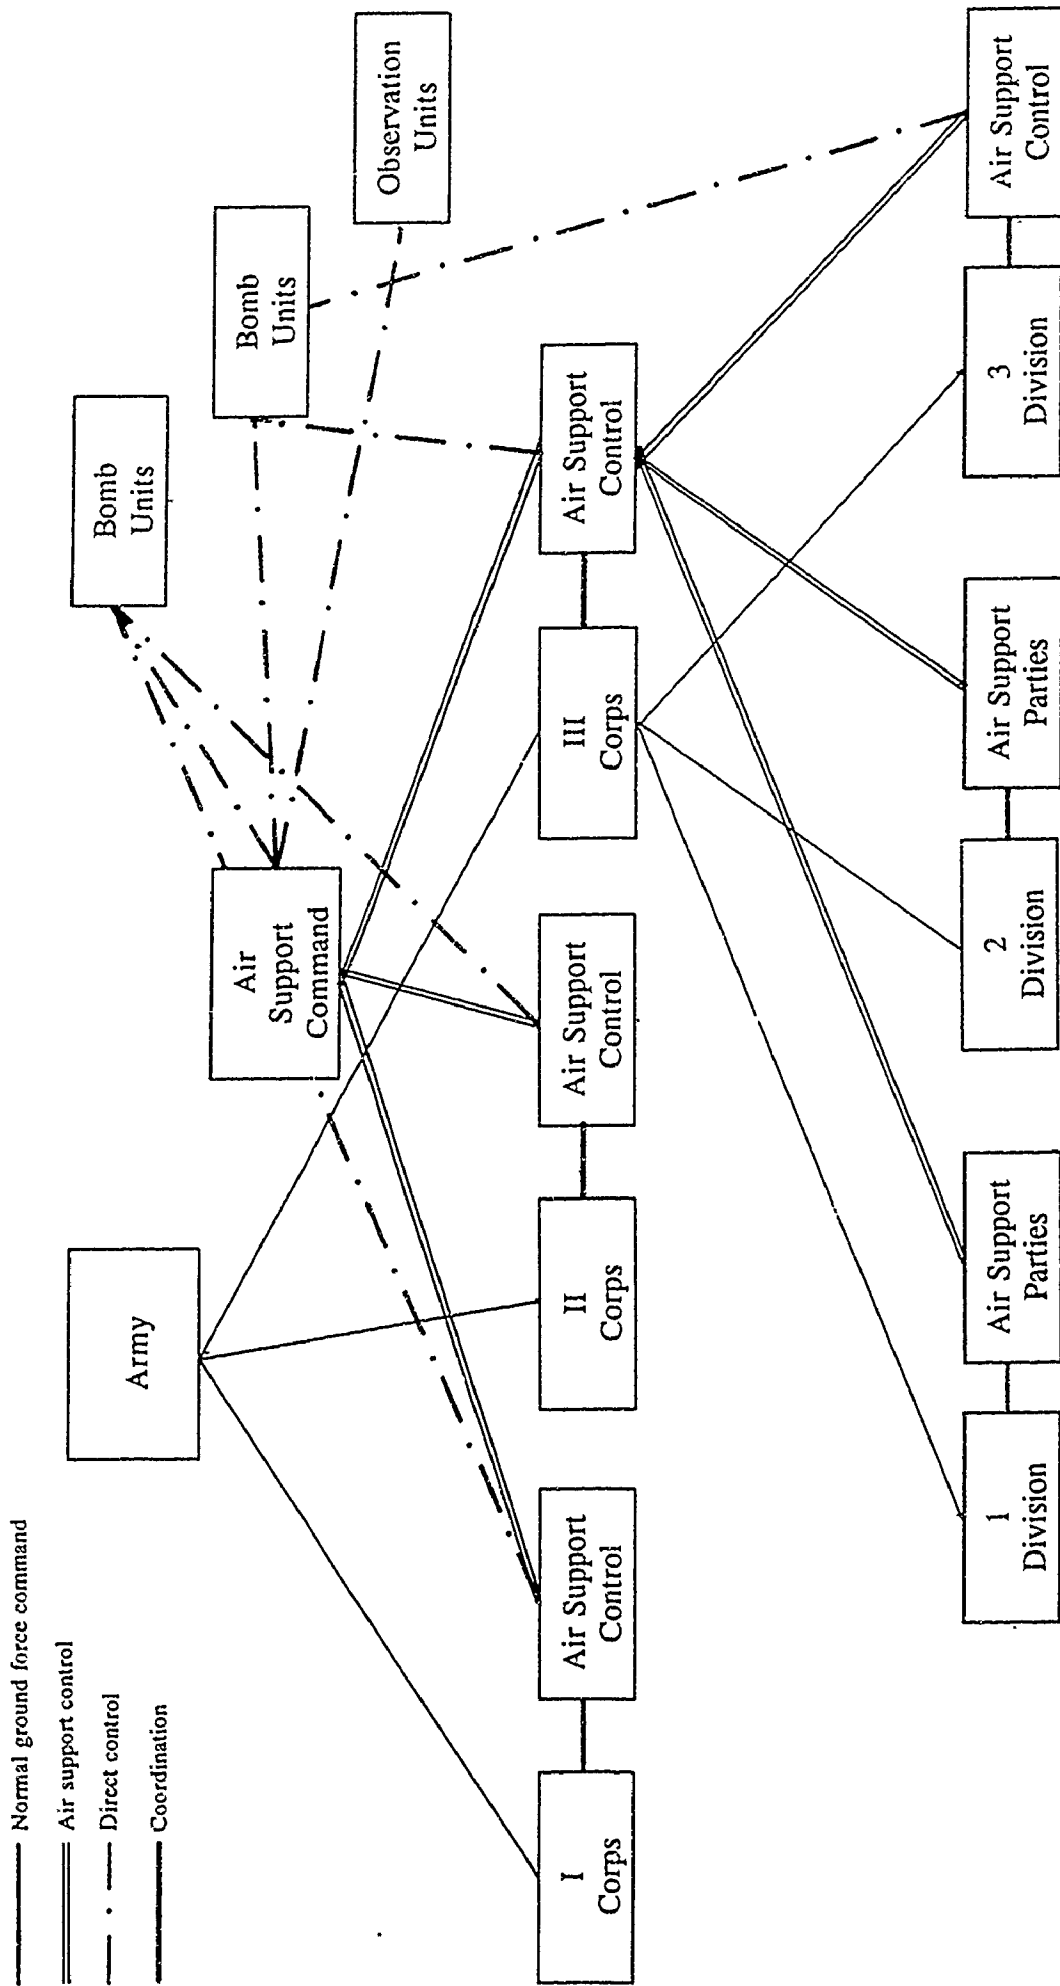 Normal ground force command
Air support control
Direct control
Coordination
Army
Air
Support
Command
Bomb
Units
Bomb
Units
Observation
Units
I
Corps
Air Support
Control
II
Corps
Air Support
Control
III
Corps
Air Support
Control
1
Division
Air Support
Parties
2
Division
Air Support
Parties
3
Division
Air Support
Control